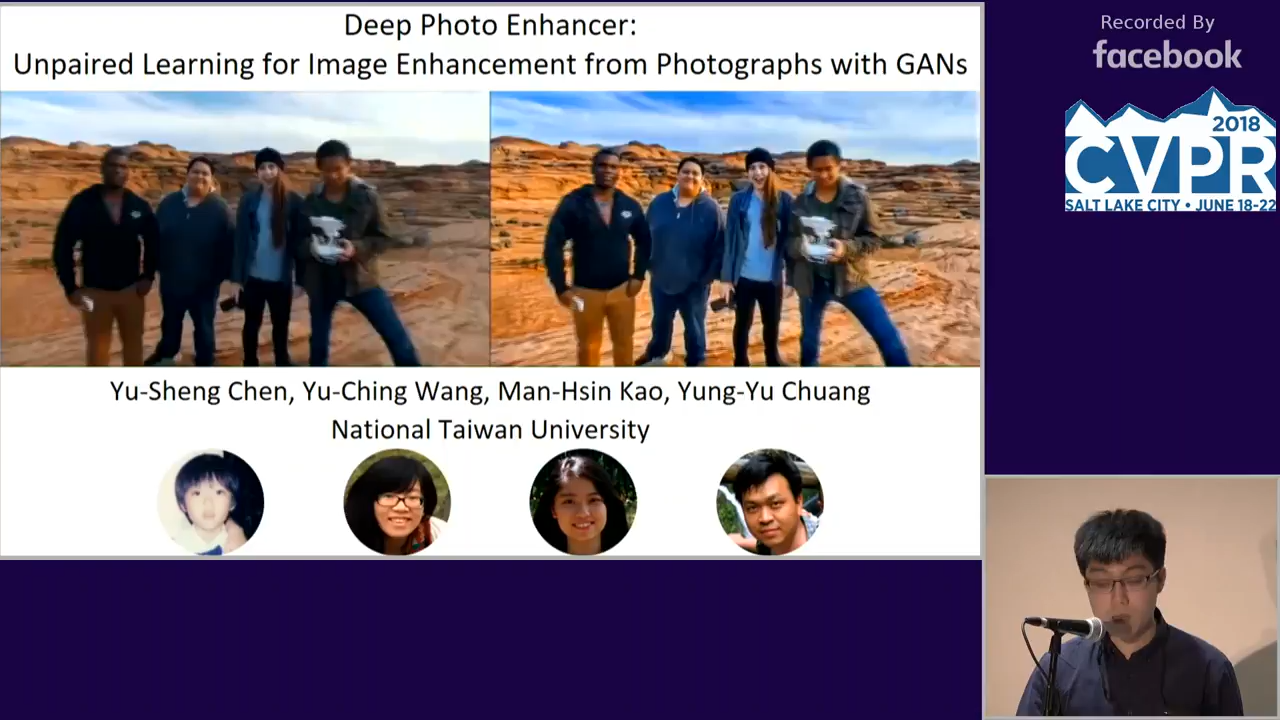 Deep Photo Enhancer:
Unpaired Learning for Image Enhancement from Photographs with GANs
Yu-Sheng Chen, Yu-Ching Wang, Man-Hsin Kao, Yung-Yu Chuang
National Taiwan University
Recorded By
facebook
2018
CVPR
SALT LAKE CITY • JUNE 18-22